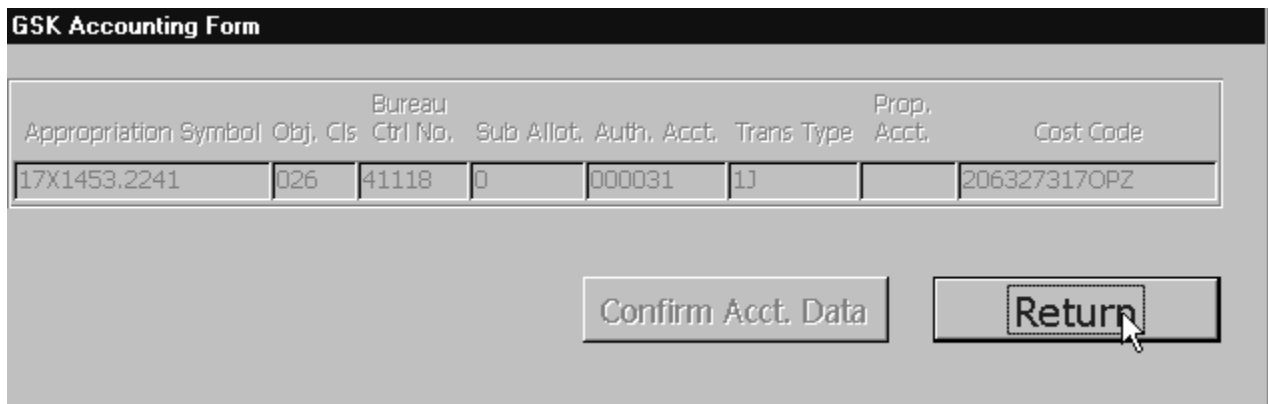 GSK Accounting Form
Bureau Prop.
Appropriation Symbol Obj. Cls Ctrl No. Sub Allot. Auth. Acct. Trans Type Acct. Cost Code
17X1453.2241 026 41118 0 000031 1J 206327317OPZ
Confirm Acct. Data Return